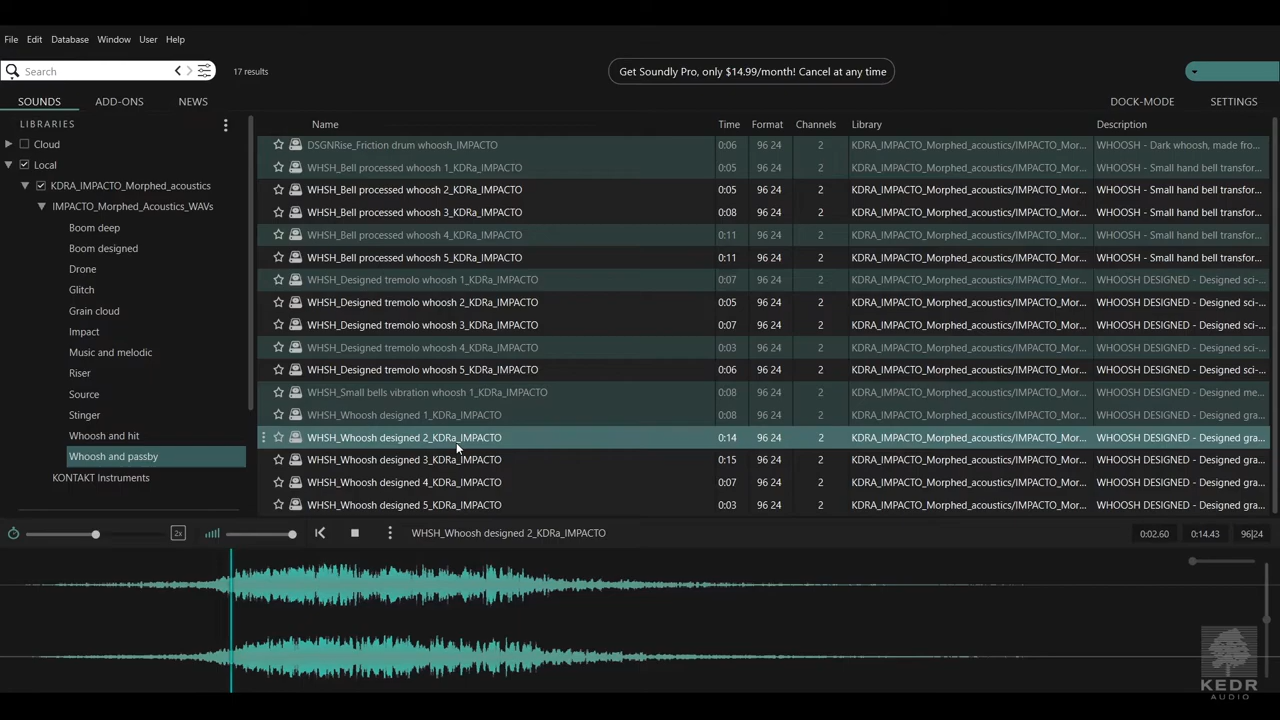 File Edit Database Window User Help
Search 17 results Get Soundly Pro, only $14.99/month! Cancel at any time
SOUNDS ADD-ONS NEWS DOCK-MODE SETTINGS
LIBRARIES
Cloud
Local
KDRA_IMPACTO_Morphed_acoustics
IMPACTO_Morphed_Acoustics_WAVs
Boom deep
Boom designed
Drone
Glitch
Grain cloud
Impact
Music and melodic
Riser
Source
Stinger
Whoosh and hit
Whoosh and passby
KONTAKT Instruments
Name Time Format Channels Library Description
DSGNRise_Friction drum whoosh_IMPACTO 0:06 96 24 2 KDRA_IMPACTO_Morphed_acoustics/IMPACTO_Mor... WHOOSH - Dark whoosh, made fro...
WHSH_Bell processed whoosh 1_KDRa_IMPACTO 0:05 96 24 2 KDRA_IMPACTO_Morphed_acoustics/IMPACTO_Mor... WHOOSH - Small hand bell transfor...
WHSH_Bell processed whoosh 2_KDRa_IMPACTO 0:05 96 24 2 KDRA_IMPACTO_Morphed_acoustics/IMPACTO_Mor... WHOOSH - Small hand bell transfor...
WHSH_Bell processed whoosh 3_KDRa_IMPACTO 0:08 96 24 2 KDRA_IMPACTO_Morphed_acoustics/IMPACTO_Mor... WHOOSH - Small hand bell transfor...
WHSH_Bell processed whoosh 4_KDRa_IMPACTO 0:11 96 24 2 KDRA_IMPACTO_Morphed_acoustics/IMPACTO_Mor... WHOOSH - Small hand bell transfor...
WHSH_Bell processed whoosh 5_KDRa_IMPACTO 0:11 96 24 2 KDRA_IMPACTO_Morphed_acoustics/IMPACTO_Mor... WHOOSH - Small hand bell transfor...
WHSH_Designed tremolo whoosh 1_KDRa_IMPACTO 0:07 96 24 2 KDRA_IMPACTO_Morphed_acoustics/IMPACTO_Mor... WHOOSH DESIGNED - Designed sci-...
WHSH_Designed tremolo whoosh 2_KDRa_IMPACTO 0:05 96 24 2 KDRA_IMPACTO_Morphed_acoustics/IMPACTO_Mor... WHOOSH DESIGNED - Designed sci-...
WHSH_Designed tremolo whoosh 3_KDRa_IMPACTO 0:07 96 24 2 KDRA_IMPACTO_Morphed_acoustics/IMPACTO_Mor... WHOOSH DESIGNED - Designed sci-...
WHSH_Designed tremolo whoosh 4_KDRa_IMPACTO 0:03 96 24 2 KDRA_IMPACTO_Morphed_acoustics/IMPACTO_Mor... WHOOSH DESIGNED - Designed sci-...
WHSH_Designed tremolo whoosh 5_KDRa_IMPACTO 0:06 96 24 2 KDRA_IMPACTO_Morphed_acoustics/IMPACTO_Mor... WHOOSH DESIGNED - Designed sci-...
WHSH_Small bells vibration whoosh 1_KDRa_IMPACTO 0:08 96 24 2 KDRA_IMPACTO_Morphed_acoustics/IMPACTO_Mor... WHOOSH DESIGNED - Designed me...
WHSH_Whoosh designed 1_KDRa_IMPACTO 0:08 96 24 2 KDRA_IMPACTO_Morphed_acoustics/IMPACTO_Mor... WHOOSH DESIGNED - Designed gra...
WHSH_Whoosh designed 2_KDRa_IMPACTO 0:14 96 24 2 KDRA_IMPACTO_Morphed_acoustics/IMPACTO_Mor... WHOOSH DESIGNED - Designed gra...
WHSH_Whoosh designed 3_KDRa_IMPACTO 0:15 96 24 2 KDRA_IMPACTO_Morphed_acoustics/IMPACTO_Mor... WHOOSH DESIGNED - Designed gra...
WHSH_Whoosh designed 4_KDRa_IMPACTO 0:07 96 24 2 KDRA_IMPACTO_Morphed_acoustics/IMPACTO_Mor... WHOOSH DESIGNED - Designed gra...
WHSH_Whoosh designed 5_KDRa_IMPACTO 0:03 96 24 2 KDRA_IMPACTO_Morphed_acoustics/IMPACTO_Mor... WHOOSH DESIGNED - Designed gra...
2x WHSH_Whoosh designed 2_KDRa_IMPACTO 0:02.60 0:14.43 96|24
KEDR
AUDIO